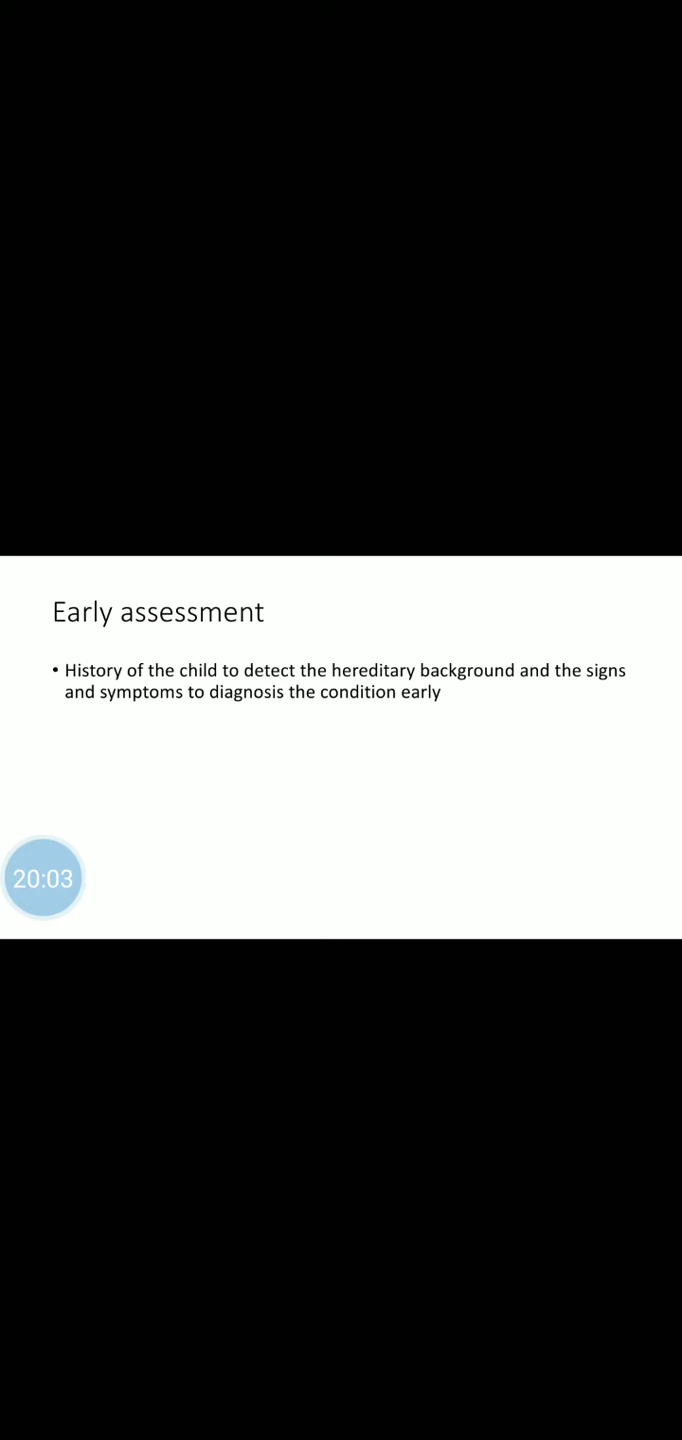 Early assessment
• History of the child to detect the hereditary background and the signs
and symptoms to diagnosis the condition early
20:03